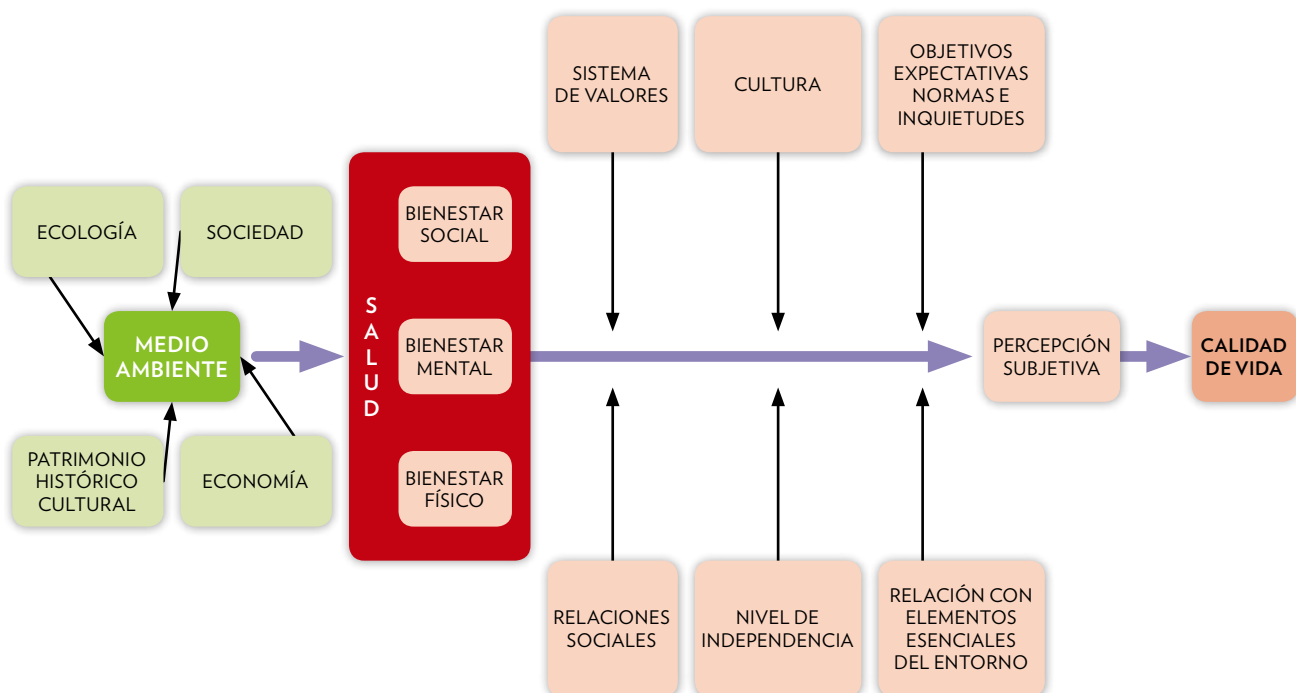 SISTEMA
DE VALORES
CULTURA
OBJETIVOS
EXPECTATIVAS
NORMAS E
INQUIETUDES
ECOLOGÍA
SOCIEDAD
MEDIO
AMBIENTE
PATRIMONIO
HISTÓRICO
CULTURAL
ECONOMÍA
SALUD
BIENESTAR
SOCIAL
BIENESTAR
MENTAL
BIENESTAR
FÍSICO
PERCEPCIÓN
SUBJETIVA
CALIDAD
DE VIDA
RELACIONES
SOCIALES
NIVEL DE
INDEPENDENCIA
RELACIÓN CON
ELEMENTOS
ESENCIALES
DEL ENTORNO